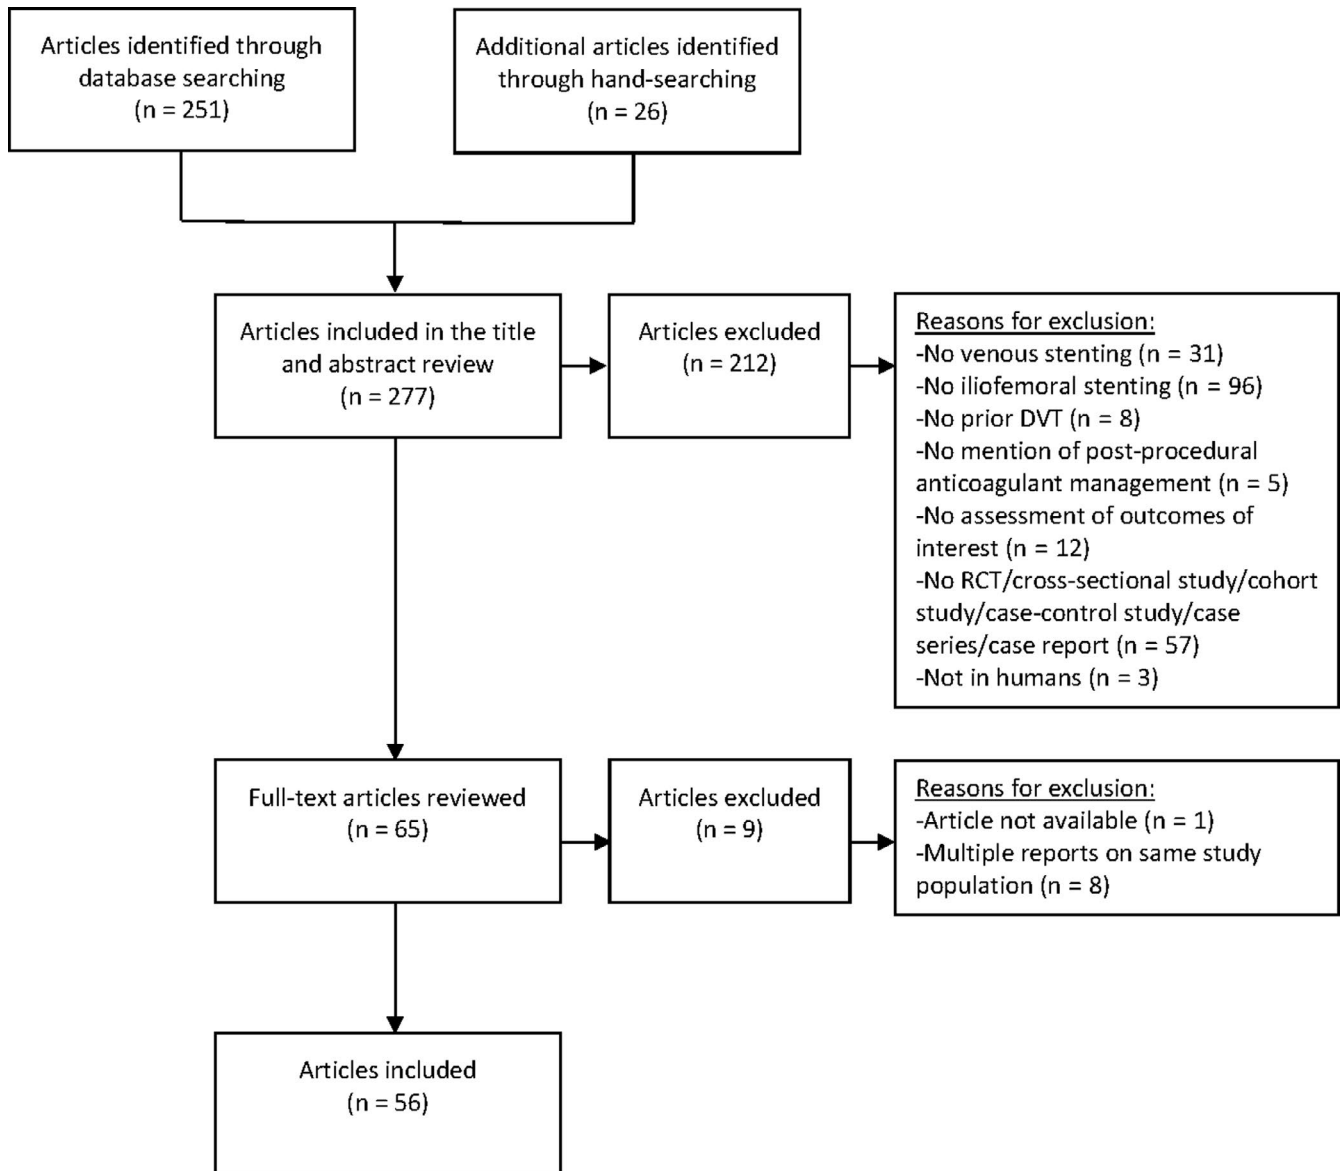 Articles identified through
database searching
(n = 251)
Additional articles identified
through hand-searching
(n = 26)
Articles included in the title
and abstract review
(n = 277)
Articles excluded
(n = 212)
Reasons for exclusion:
-No venous stenting (n = 31)
-No iliofemoral stenting (n = 96)
-No prior DVT (n = 8)
-No mention of post-procedural
anticoagulant management (n = 5)
-No assessment of outcomes of
interest (n = 12)
-No RCT/cross-sectional study/cohort
study/case-control study/case
series/case report (n = 57)
-Not in humans (n = 3)
Full-text articles reviewed
(n = 65)
Articles excluded
(n = 9)
Reasons for exclusion:
-Article not available (n = 1)
-Multiple reports on same study
population (n = 8)
Articles included
(n = 56)